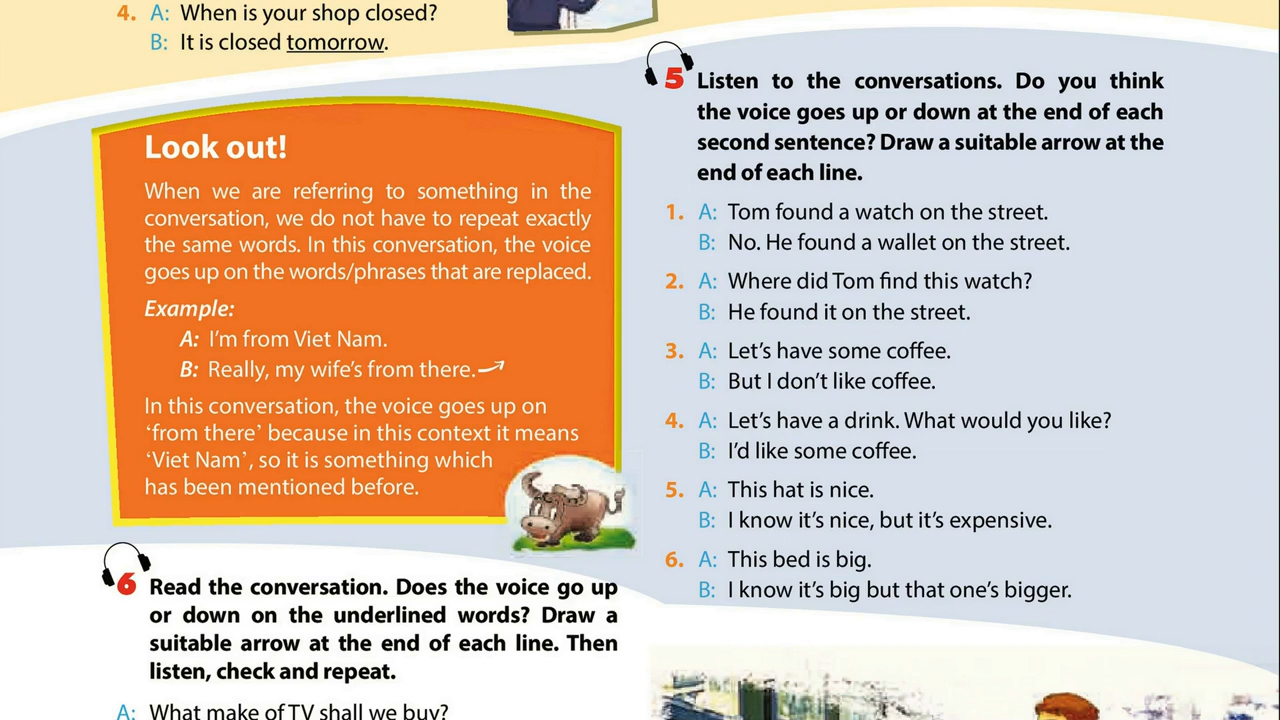 4. A: When is your shop closed?
B: It is closed tomorrow.
Look out!
When we are referring to something in the
conversation, we do not have to repeat exactly
the same words. In this conversation, the voice
goes up on the words/phrases that are replaced.
Example:
A: I'm from Viet Nam.
B: Really, my wife's from there.
In this conversation, the voice goes up on
‘from there’ because in this context it means
‘Viet Nam’, so it is something which
has been mentioned before.
6 Read the conversation. Does the voice go up
or down on the underlined words? Draw a
suitable arrow at the end of each line. Then
listen, check and repeat.
A: What make of TV shall we buy?
5 Listen to the conversations. Do you think
the voice goes up or down at the end of each
second sentence? Draw a suitable arrow at the
end of each line.
1. A: Tom found a watch on the street.
B: No. He found a wallet on the street.
2. A: Where did Tom find this watch?
B: He found it on the street.
3. A: Let's have some coffee.
B: But I don't like coffee.
4. A: Let's have a drink. What would you like?
B: I'd like some coffee.
5. A: This hat is nice.
B: I know it's nice, but it's expensive.
6. A: This bed is big.
B: I know it's big but that one's bigger.